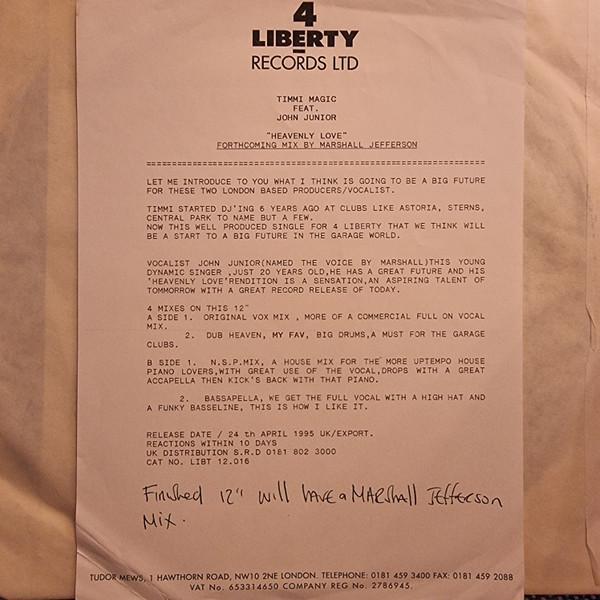 4
LIBERTY
RECORDS LTD
TIMMI MAGIC
FEAT.
JOHN JUNIOR
"HEAVENLY LOVE"
FORTHCOMING MIX BY MARSHALL JEFFERSON
==================================================================
LET ME INTRODUCE TO YOU WHAT I THINK IS GOING TO BE A BIG FUTURE
FOR THESE TWO LONDON BASED PRODUCERS/VOCALIST.
TIMMI STARTED DJ'ING 6 YEARS AGO AT CLUBS LIKE ASTORIA, STERNS,
CENTRAL PARK TO NAME BUT A FEW.
NOW THIS WELL PRODUCED SINGLE FOR 4 LIBERTY THAT WE THINK WILL
BE A START TO A BIG FUTURE IN THE GARAGE WORLD.
VOCALIST JOHN JUNIOR(NAMED THE VOICE BY MARSHALL)THIS YOUNG
DYNAMIC SINGER ,JUST 20 YEARS OLD,HE HAS A GREAT FUTURE AND HIS
'HEAVENLY LOVE'RENDITION IS A SENSATION,AN ASPIRING TALENT OF
TOMMORROW WITH A GREAT RECORD RELEASE OF TODAY.
4 MIXES ON THIS 12"
A SIDE 1. ORIGINAL VOX MIX , MORE OF A COMMERCIAL FULL ON VOCAL
MIX.
2. DUB HEAVEN, MY FAV, BIG DRUMS,A MUST FOR THE GARAGE
CLUBS.
B SIDE 1. N.S.P.MIX, A HOUSE MIX FOR THE MORE UPTEMPO HOUSE
PIANO LOVERS,WITH GREAT USE OF THE VOCAL,DROPS WITH A GREAT
ACCAPELLA THEN KICK'S BACK WITH THAT PIANO.
2. BASSAPELLA, WE GET THE FULL VOCAL WITH A HIGH HAT AND
A FUNKY BASSELINE, THIS IS HOW I LIKE IT.
RELEASE DATE / 24 th APRIL 1995 UK/EXPORT.
REACTIONS WITHIN 10 DAYS
UK DISTRIBUTION S.R.D 0181 802 3000
CAT NO. LIBT 12.016
Finished 12" will have a MARSHALL JEFFERSON
Mix.
TUDOR MEWS, 1 HAWTHORN ROAD, NW10 2NE LONDON. TELEPHONE: 0181 459 3400 FAX: 0181 459 2088
VAT No. 653314650 COMPANY REG No. 2786945.